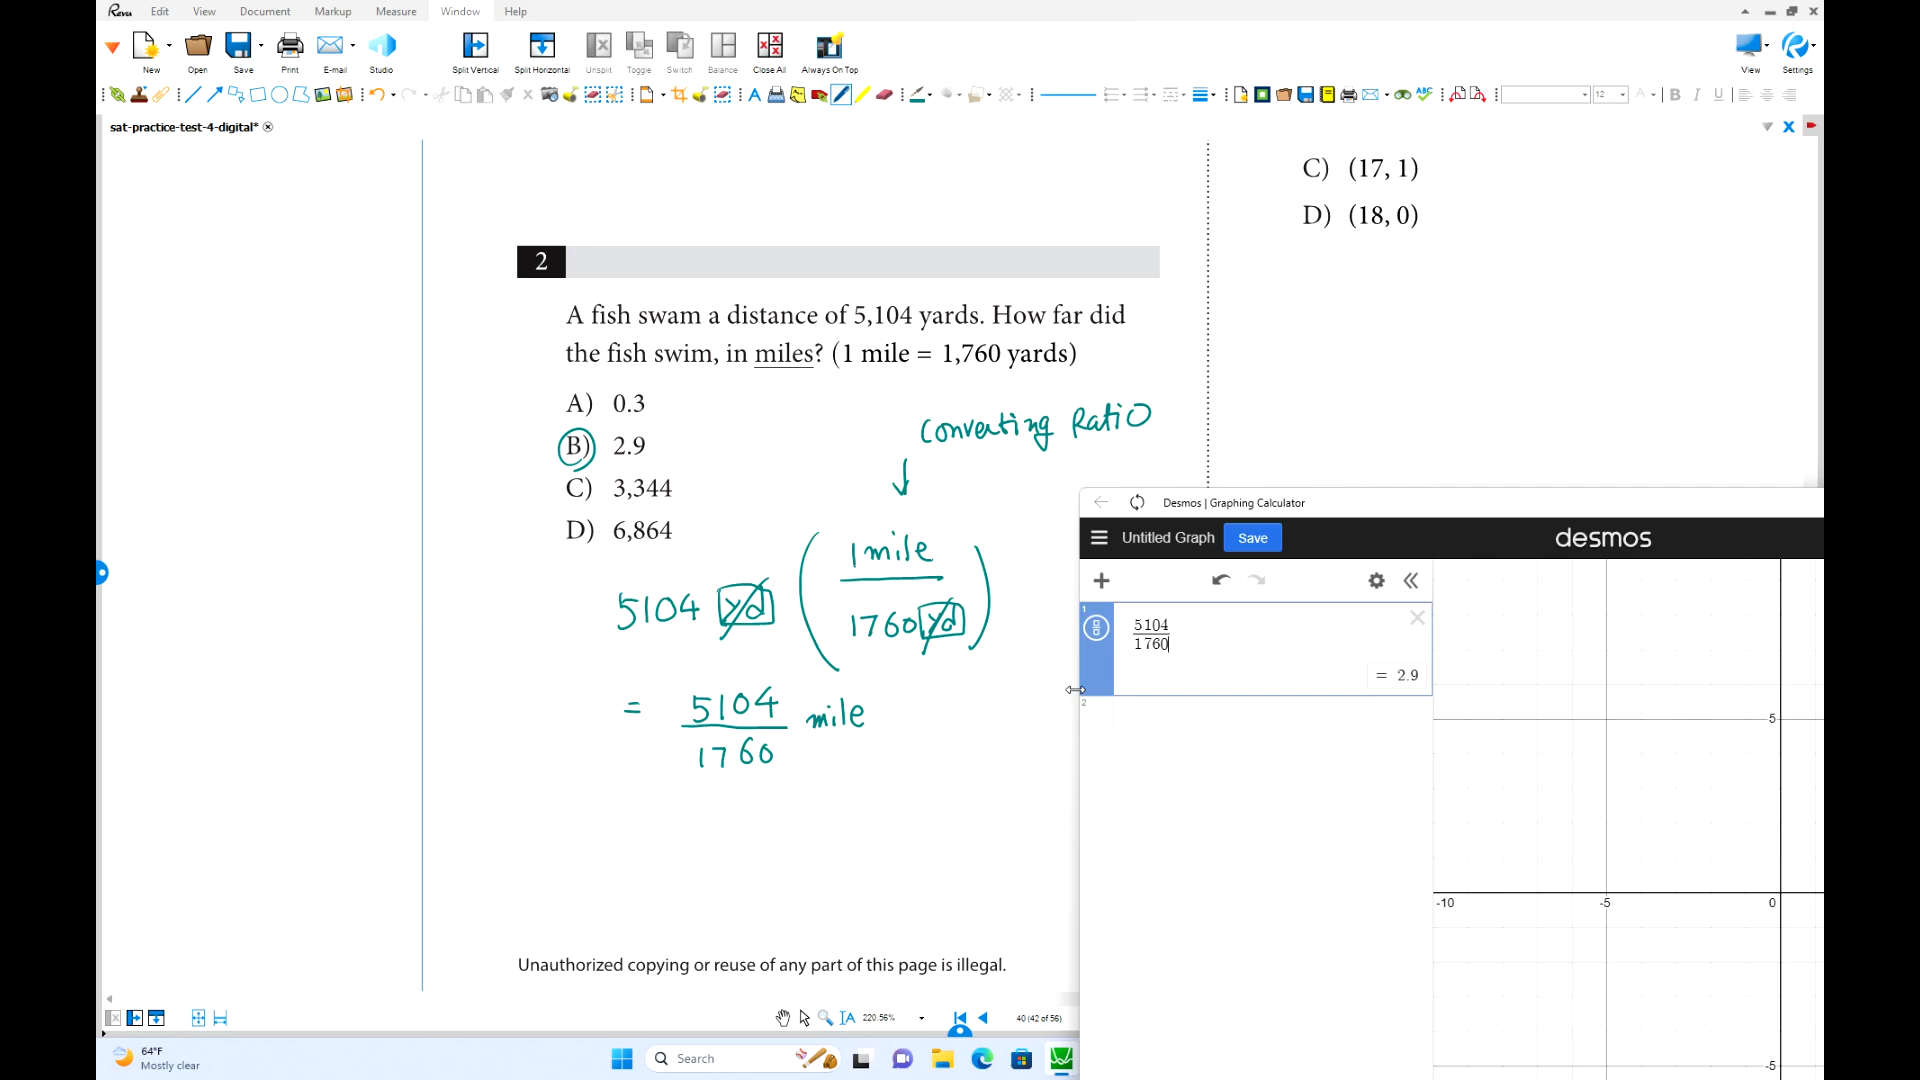 Revu Edit View Document Markup Measure Window Help
New Open Save Print E-mail Studio Split Vertical Split Horizontal Unsplit Toggle Switch Balance Close All Always On Top View Settings
12
sat-practice-test-4-digital*
C) (17, 1)
D) (18, 0)
2
A fish swam a distance of 5,104 yards. How far did
the fish swim, in miles? (1 mile = 1,760 yards)
A) 0.3
B) 2.9
C) 3,344
D) 6,864
Converting Ratio
5104 yd
1 mile
1760 yd
= 5104
1760
mile
Desmos | Graphing Calculator
Untitled Graph Save desmos
1
5104
1760
= 2.9
2
5
-10 -5 0
-5
Unauthorized copying or reuse of any part of this page is illegal.
220.56% 40 (42 of 56)
64°F
Mostly clear
Search